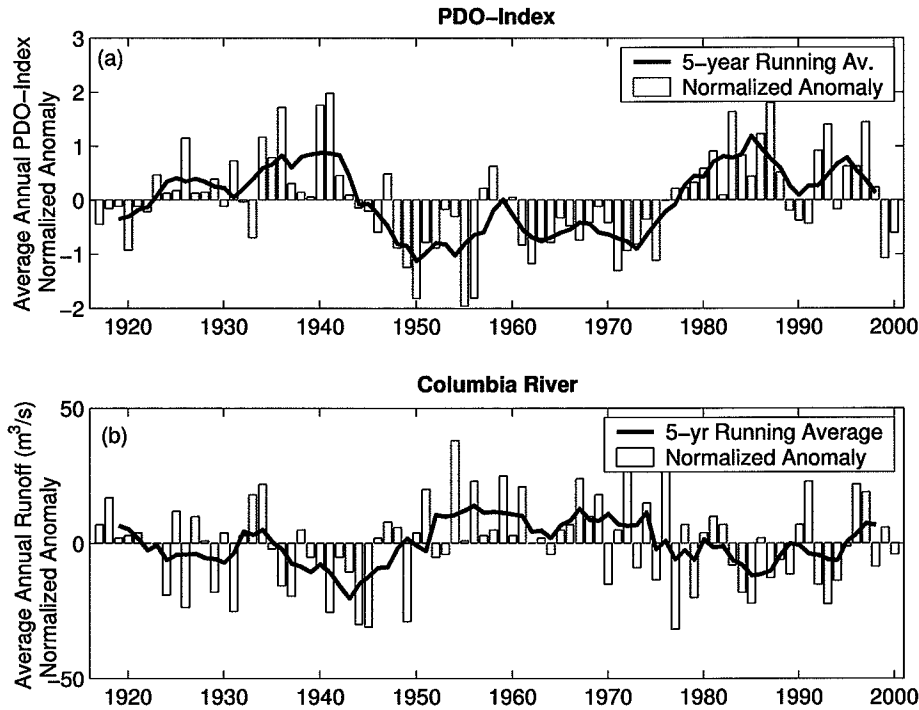 PDO-Index
(a)
5-year Running Av.
Normalized Anomaly
Average Annual PDO-Index
Normalized Anomaly
3
2
1
0
-1
-2
1920 1930 1940 1950 1960 1970 1980 1990 2000
Columbia River
(b)
5-yr Running Average
Normalized Anomaly
Average Annual Runoff (m³/s)
Normalized Anomaly
50
0
-50
1920 1930 1940 1950 1960 1970 1980 1990 2000